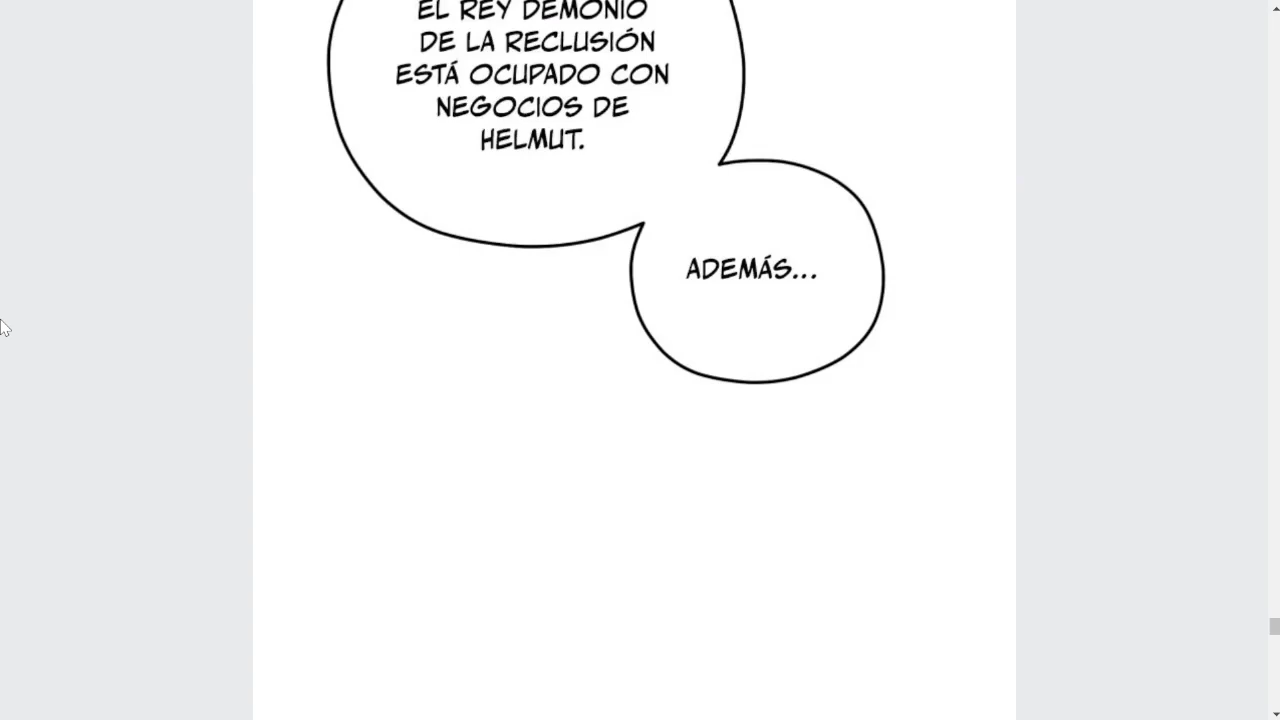 EL REY DEMONIO
DE LA RECLUSIÓN
ESTÁ OCUPADO CON
NEGOCIOS DE
HELMUT.
ADEMÁS...